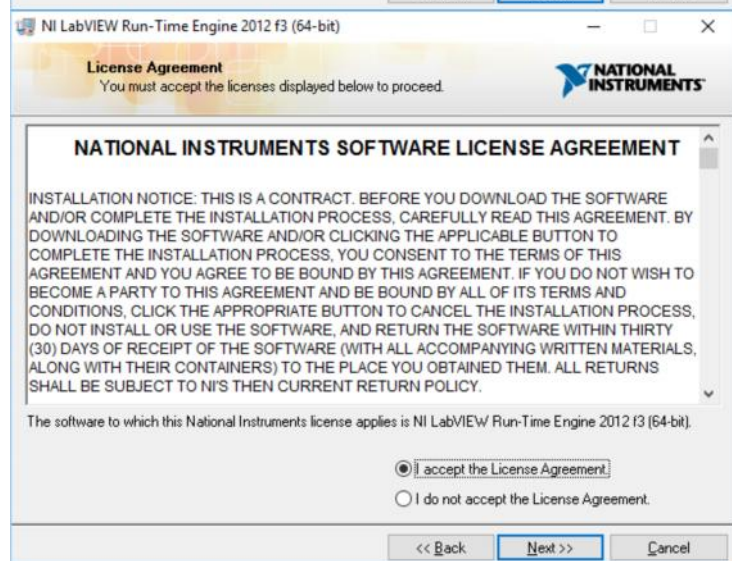 NI LabVIEW Run-Time Engine 2012 f3 (64-bit)
License Agreement
You must accept the licenses displayed below to proceed.
NATIONAL
INSTRUMENTS
NATIONAL INSTRUMENTS SOFTWARE LICENSE AGREEMENT
INSTALLATION NOTICE: THIS IS A CONTRACT. BEFORE YOU DOWNLOAD THE SOFTWARE
AND/OR COMPLETE THE INSTALLATION PROCESS, CAREFULLY READ THIS AGREEMENT. BY
DOWNLOADING THE SOFTWARE AND/OR CLICKING THE APPLICABLE BUTTON TO
COMPLETE THE INSTALLATION PROCESS, YOU CONSENT TO THE TERMS OF THIS
AGREEMENT AND YOU AGREE TO BE BOUND BY THIS AGREEMENT. IF YOU DO NOT WISH TO
BECOME A PARTY TO THIS AGREEMENT AND BE BOUND BY ALL OF ITS TERMS AND
CONDITIONS, CLICK THE APPROPRIATE BUTTON TO CANCEL THE INSTALLATION PROCESS,
DO NOT INSTALL OR USE THE SOFTWARE, AND RETURN THE SOFTWARE WITHIN THIRTY
(30) DAYS OF RECEIPT OF THE SOFTWARE (WITH ALL ACCOMPANYING WRITTEN MATERIALS,
ALONG WITH THEIR CONTAINERS) TO THE PLACE YOU OBTAINED THEM. ALL RETURNS
SHALL BE SUBJECT TO NI'S THEN CURRENT RETURN POLICY.
The software to which this National Instruments license applies is NI LabVIEW Run-Time Engine 2012 f3 (64-bit).
I accept the License Agreement.
I do not accept the License Agreement.
<< Back Next >> Cancel